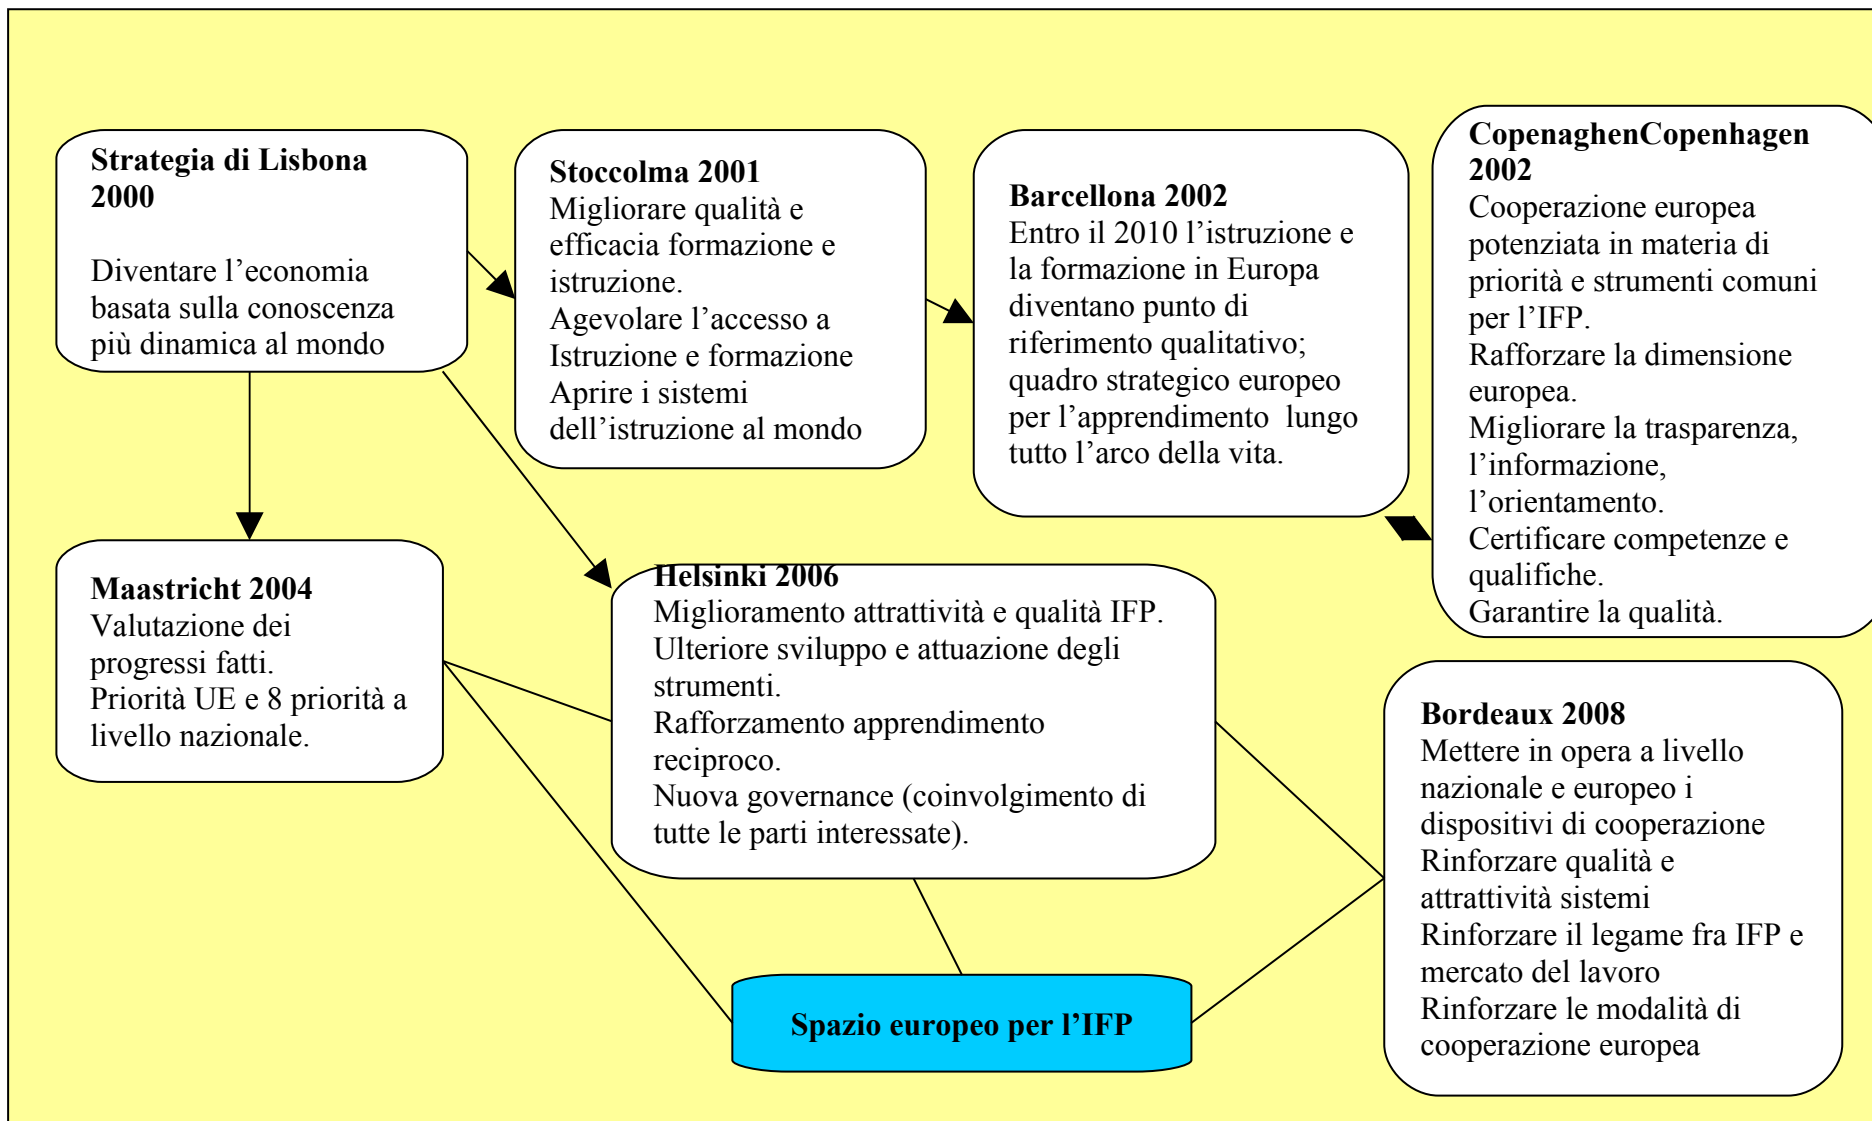 Strategia di Lisbona
2000
Diventare l’economia
basata sulla conoscenza
più dinamica al mondo
Stoccolma 2001
Migliorare qualità e
efficacia formazione e
istruzione.
Agevolare l’accesso a
Istruzione e formazione
Aprire i sistemi
dell’istruzione al mondo
Barcellona 2002
Entro il 2010 l’istruzione e
la formazione in Europa
diventano punto di
riferimento qualitativo;
quadro strategico europeo
per l’apprendimento lungo
tutto l’arco della vita.
CopenaghenCopenhagen
2002
Cooperazione europea
potenziata in materia di
priorità e strumenti comuni
per l’IFP.
Rafforzare la dimensione
europea.
Migliorare la trasparenza,
l’informazione,
l’orientamento.
Certificare competenze e
qualifiche.
Garantire la qualità.
Maastricht 2004
Valutazione dei
progressi fatti.
Priorità UE e 8 priorità a
livello nazionale.
Helsinki 2006
Miglioramento attrattività e qualità IFP.
Ulteriore sviluppo e attuazione degli
strumenti.
Rafforzamento apprendimento
reciproco.
Nuova governance (coinvolgimento di
tutte le parti interessate).
Bordeaux 2008
Mettere in opera a livello
nazionale e europeo i
dispositivi di cooperazione
Rinforzare qualità e
attrattività sistemi
Rinforzare il legame fra IFP e
mercato del lavoro
Rinforzare le modalità di
cooperazione europea
Spazio europeo per l’IFP